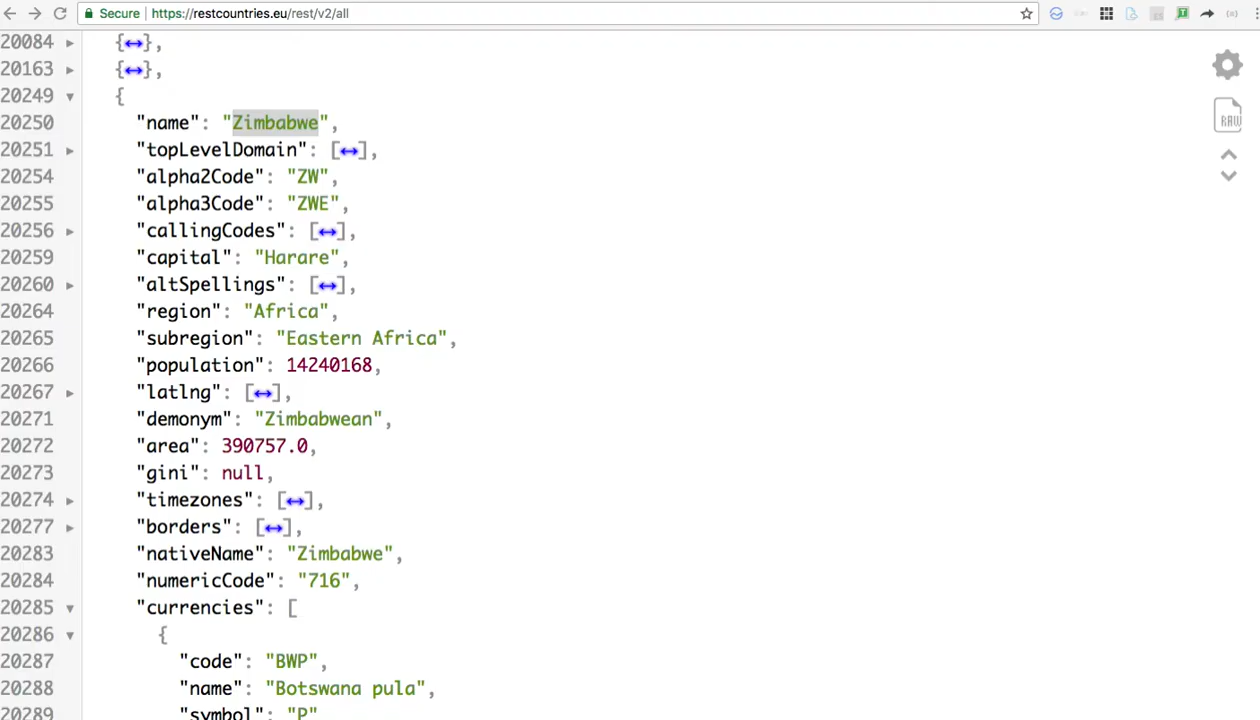 Secure | https://restcountries.eu/rest/v2/all
20084 {↔},
20163 {↔},
20249 {
20250 "name": "Zimbabwe",
20251 "topLevelDomain": [↔],
20254 "alpha2Code": "ZW",
20255 "alpha3Code": "ZWE",
20256 "callingCodes": [↔],
20259 "capital": "Harare",
20260 "altSpellings": [↔],
20264 "region": "Africa",
20265 "subregion": "Eastern Africa",
20266 "population": 14240168,
20267 "latlng": [↔],
20271 "demonym": "Zimbabwean",
20272 "area": 390757.0,
20273 "gini": null,
20274 "timezones": [↔],
20277 "borders": [↔],
20283 "nativeName": "Zimbabwe",
20284 "numericCode": "716",
20285 "currencies": [
20286 {
20287 "code": "BWP",
20288 "name": "Botswana pula",
20289 "symbol": "P"
RAW